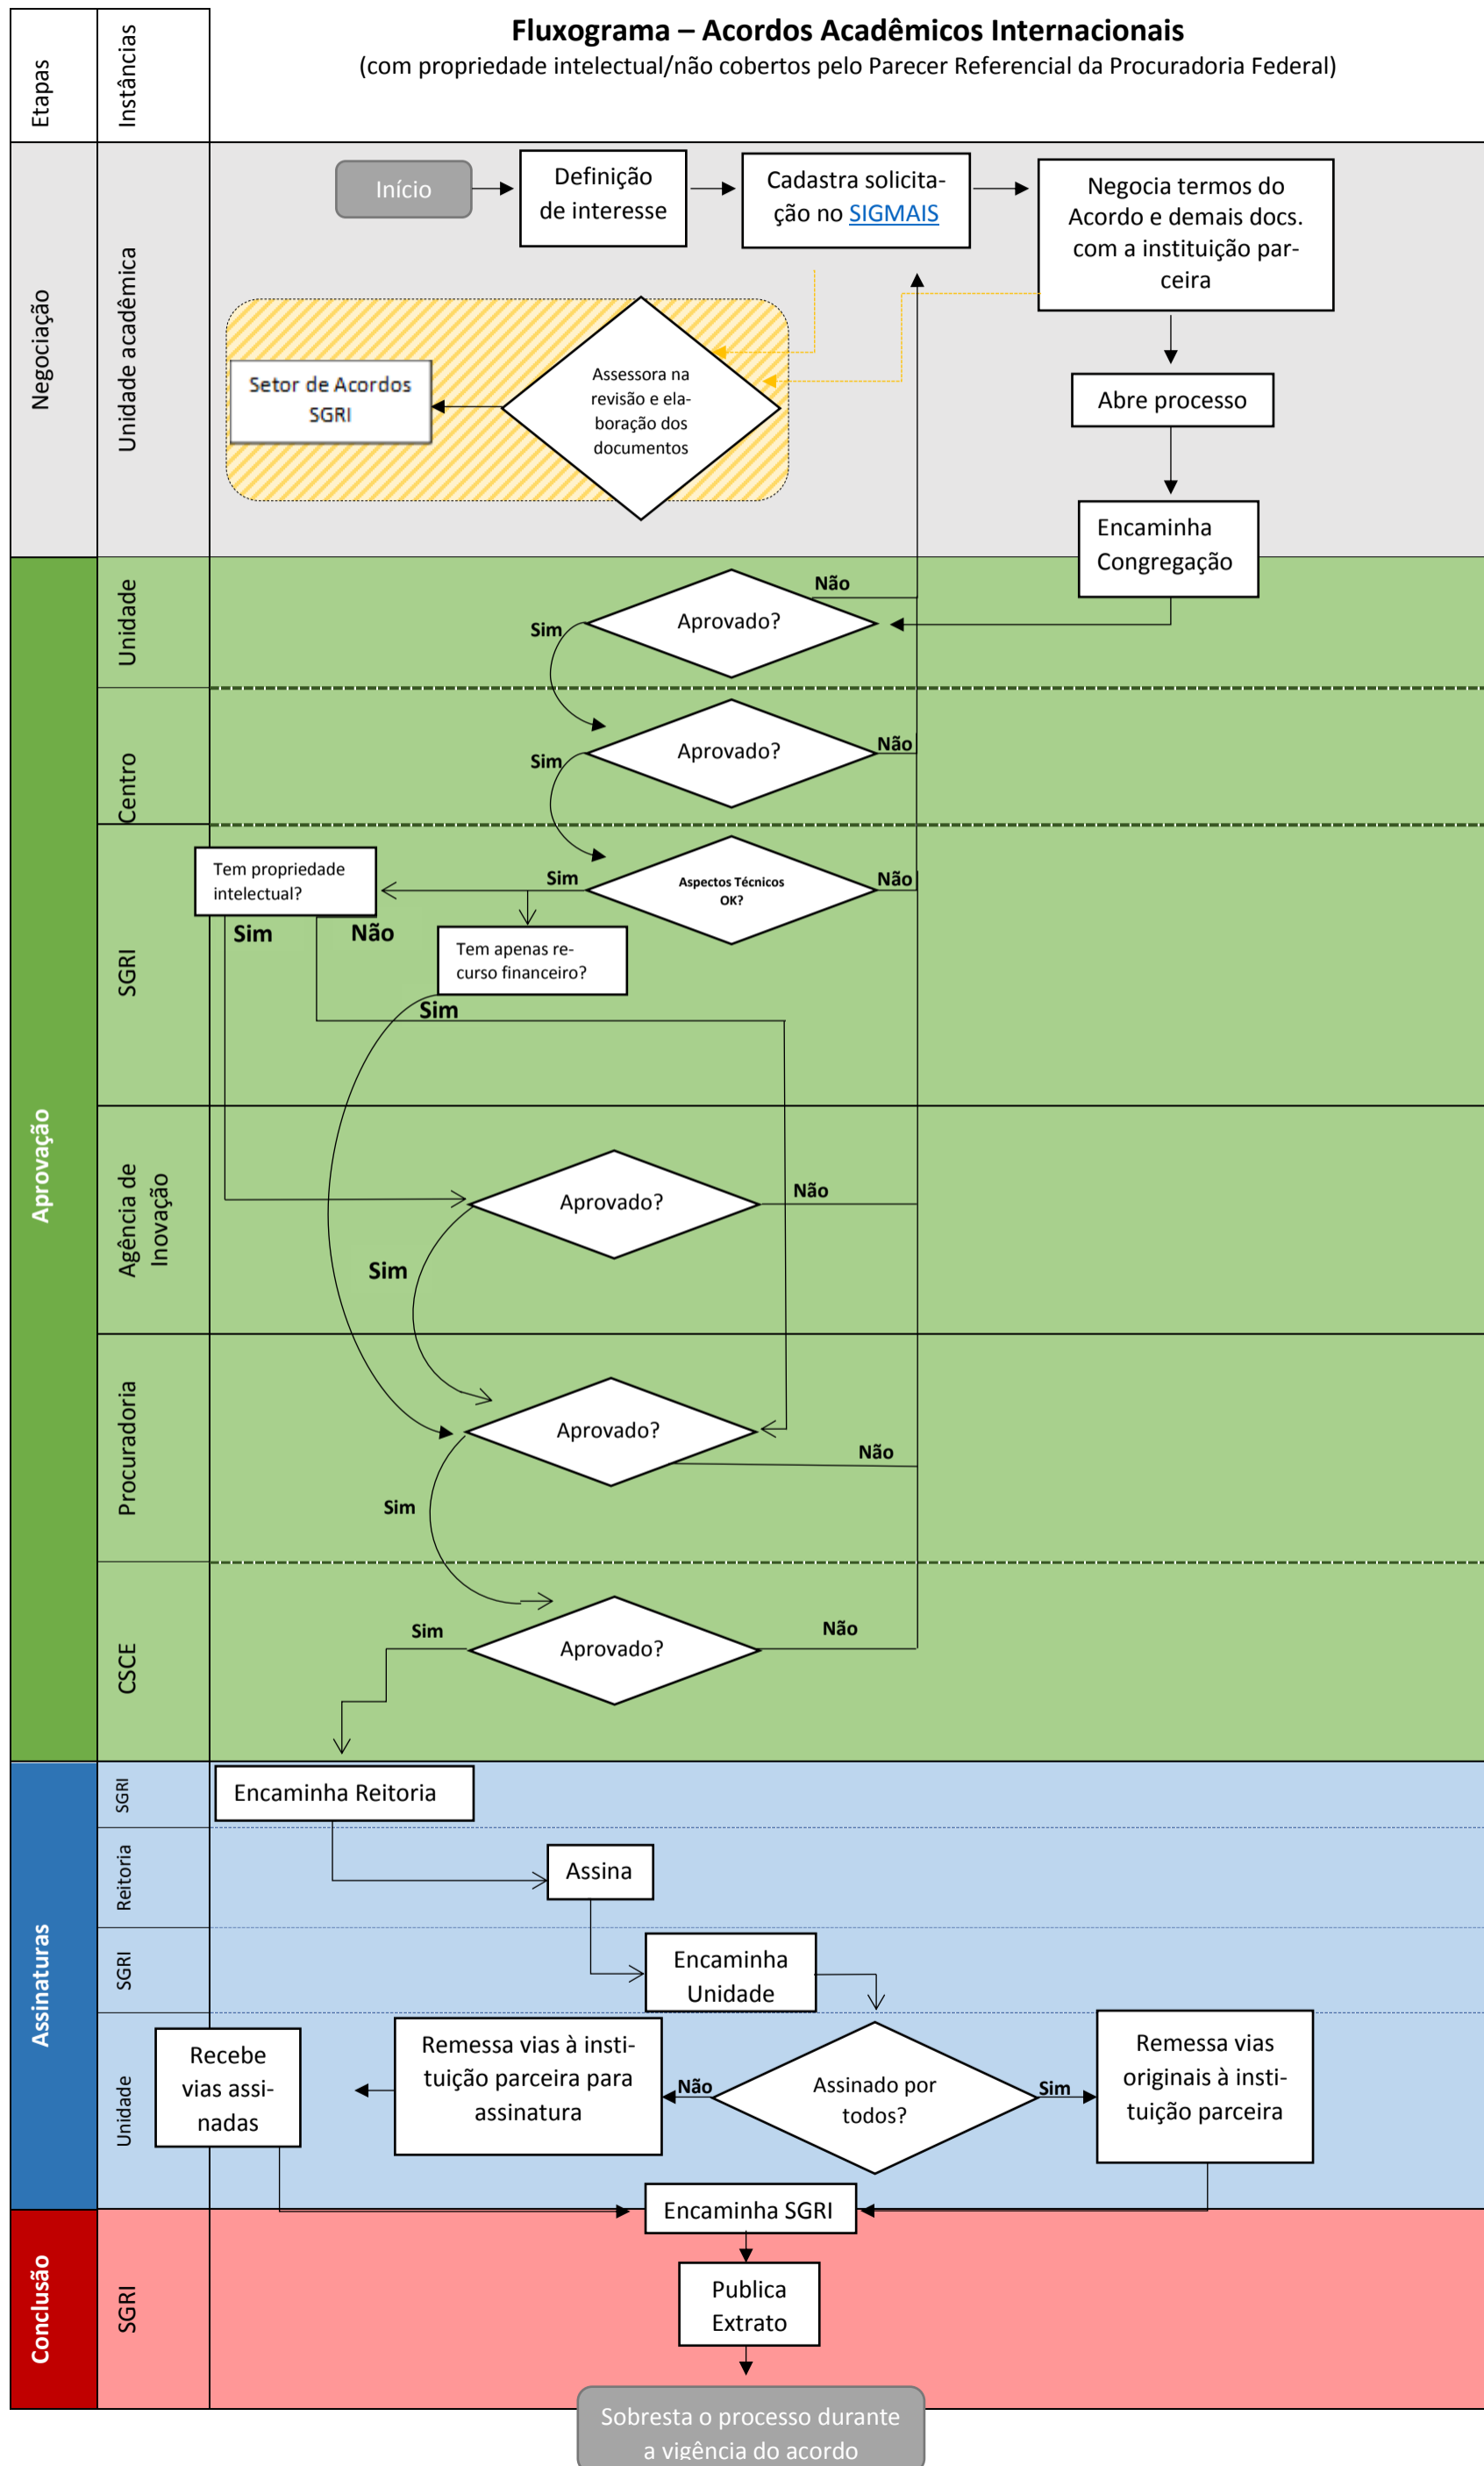 Fluxograma – Acordos Acadêmicos Internacionais
(com propriedade intelectual/não cobertos pelo Parecer Referencial da Procuradoria Federal)
Etapas
Instâncias
Negociação
Unidade acadêmica
Início
Definição
de interesse
Cadastra solicita-
ção no SIGMAIS
Negocia termos do
Acordo e demais docs.
com a instituição par-
ceira
Setor de Acordos
SGRI
Assessora na
revisão e ela-
boração dos
documentos
Abre processo
Encaminha
Congregação
Aprovação
Unidade
Aprovado?
Não
Sim
Centro
Aprovado?
Não
Sim
SGRI
Tem propriedade
intelectual?
Sim
Aspectos Técnicos
OK?
Não
Sim
Não
Tem apenas re-
curso financeiro?
Sim
Agência de
Inovação
Aprovado?
Não
Sim
Procuradoria
Aprovado?
Não
Sim
CSCE
Sim
Aprovado?
Não
Assinaturas
SGRI
Encaminha Reitoria
Reitoria
Assina
SGRI
Encaminha
Unidade
Unidade
Recebe
vias assi-
nadas
Remessa vias à insti-
tuição parceira para
assinatura
Não
Assinado por
todos?
Sim
Remessa vias
originais à insti-
tuição parceira
Encaminha SGRI
Conclusão
SGRI
Publica
Extrato
Sobresta o processo durante
a vigência do acordo